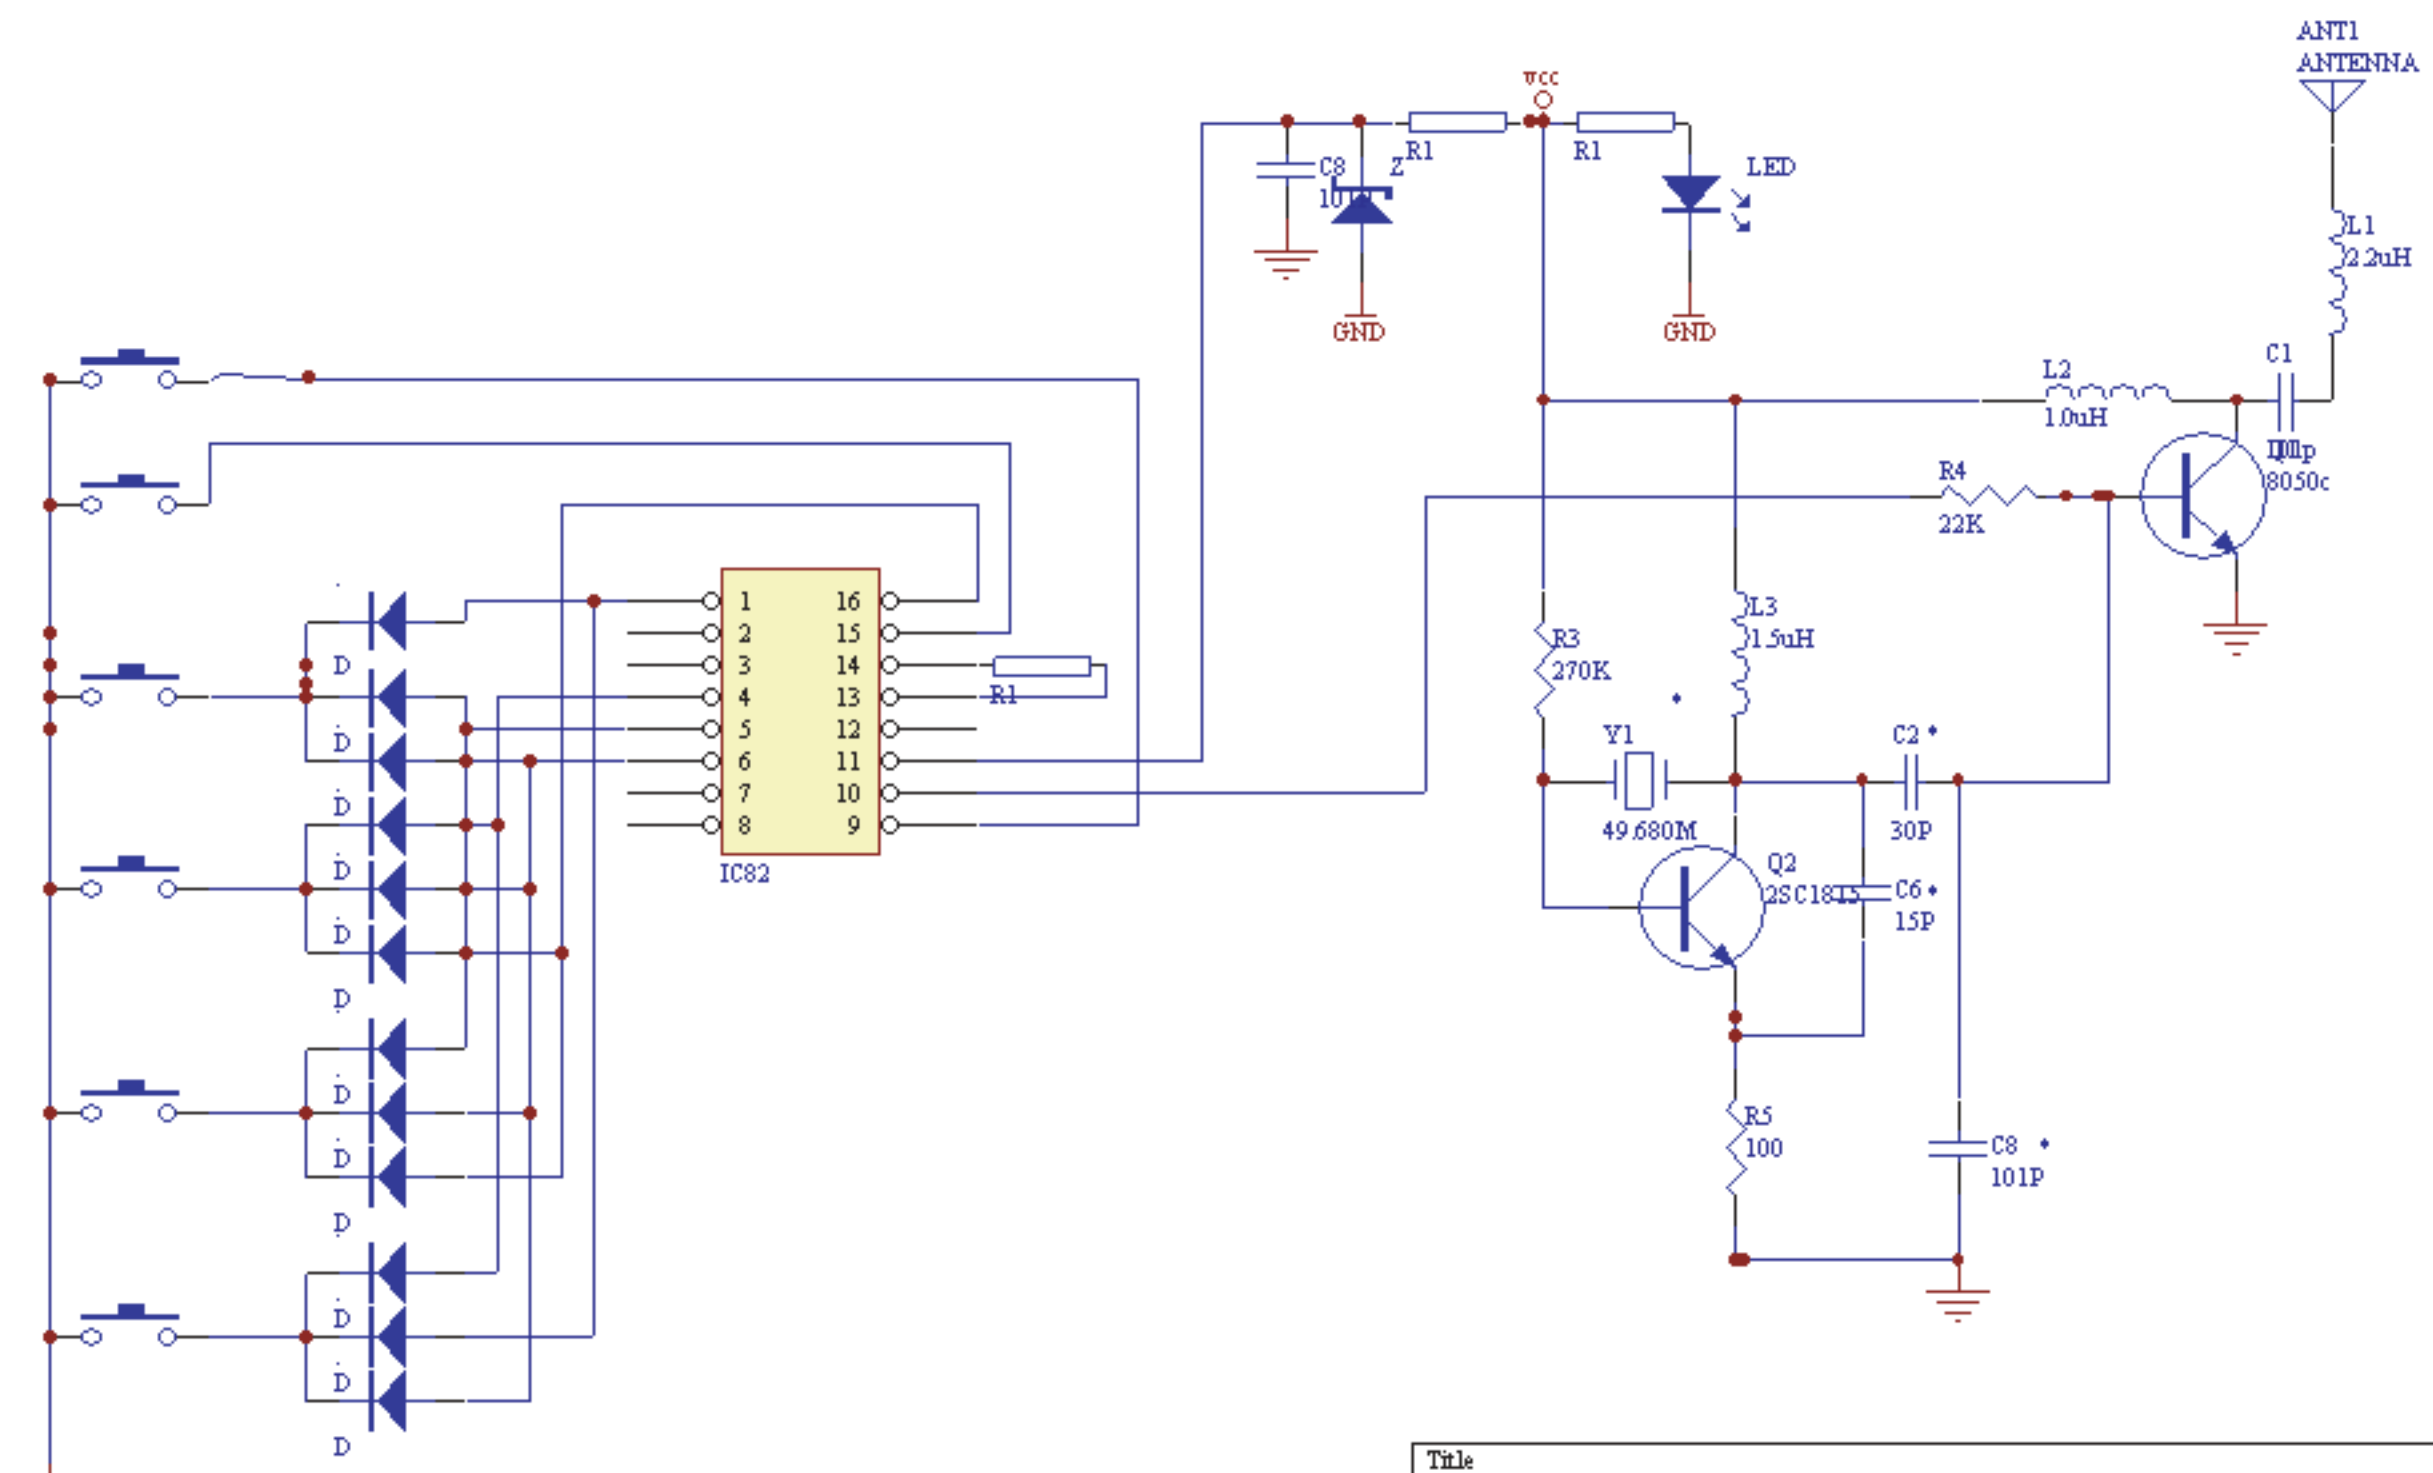 ANT1
ANTENNA
VCC
C8
10
Z
R1
R1
LED
GND
GND
L1
2.2uH
C1
L2
1.0uH
8050c
R4
22K
1
2
3
4
5
6
7
8
16
15
14
13
12
11
10
9
R1
IC82
D
D
D
D
D
D
D
D
D
D
D
D
R3
270K
L3
1.5uH
Y1
49.680M
C2
30P
Q2
2SC1815
C6
15P
R5
100
C8
101P
Title